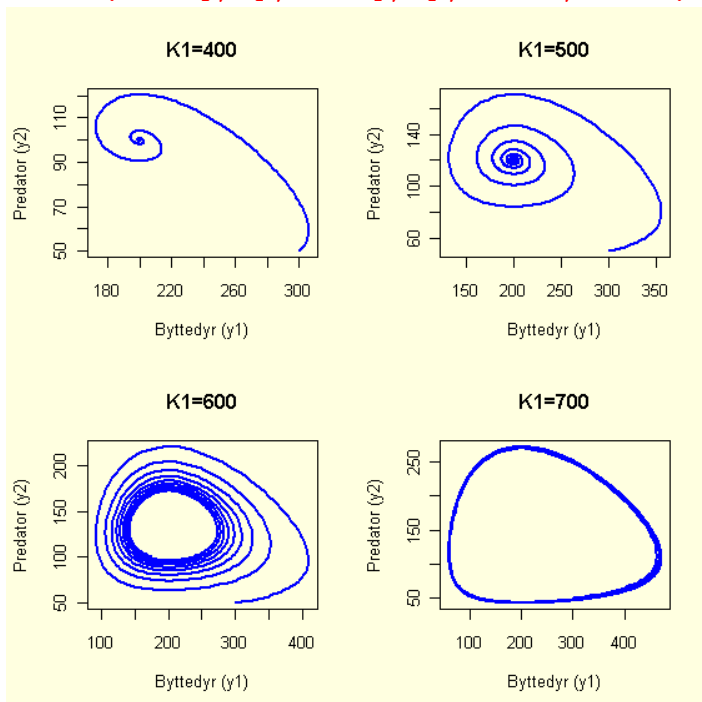 K1=400
Predator (y2)
110
90
70
50
180 220 260 300
Byttedyr (y1)
K1=500
Predator (y2)
140
100
60
150 200 250 300 350
Byttedyr (y1)
K1=600
Predator (y2)
200
150
100
50
100 200 300 400
Byttedyr (y1)
K1=700
Predator (y2)
250
150
50
100 200 300 400
Byttedyr (y1)